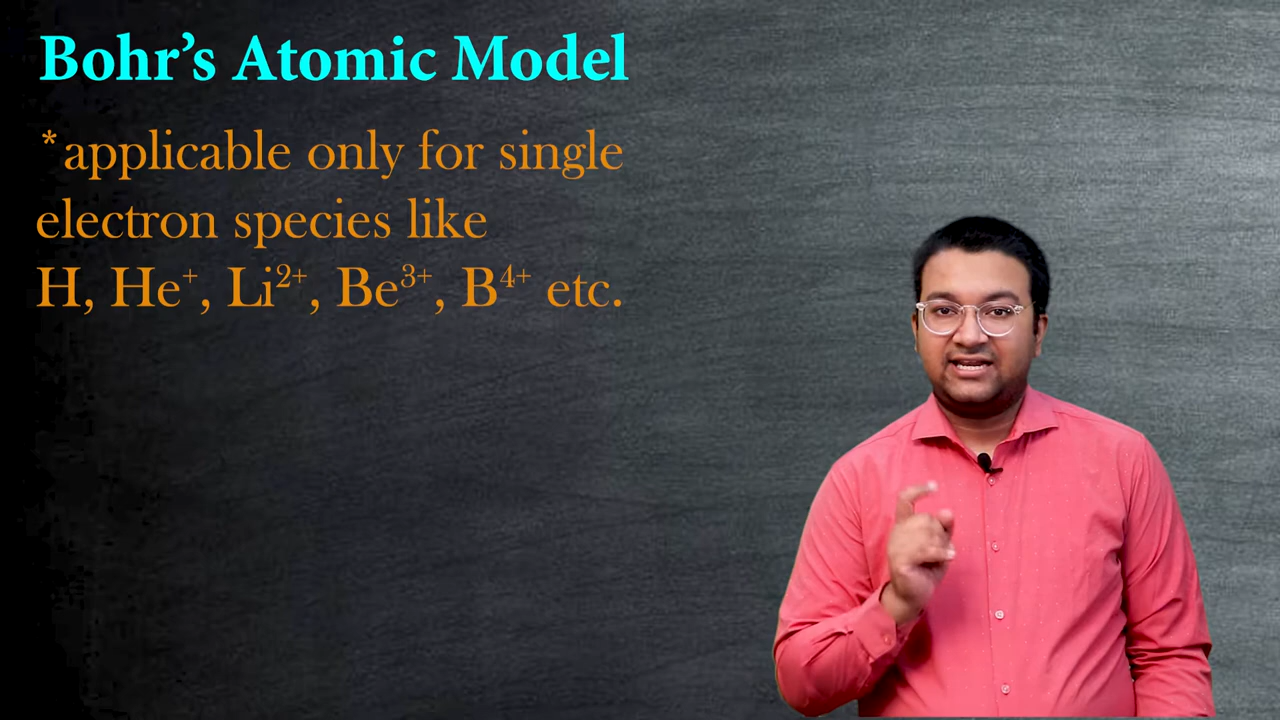 Bohr’s Atomic Model
*applicable only for single
electron species like
H, He⁺, Li²⁺, Be³⁺, B⁴⁺ etc.